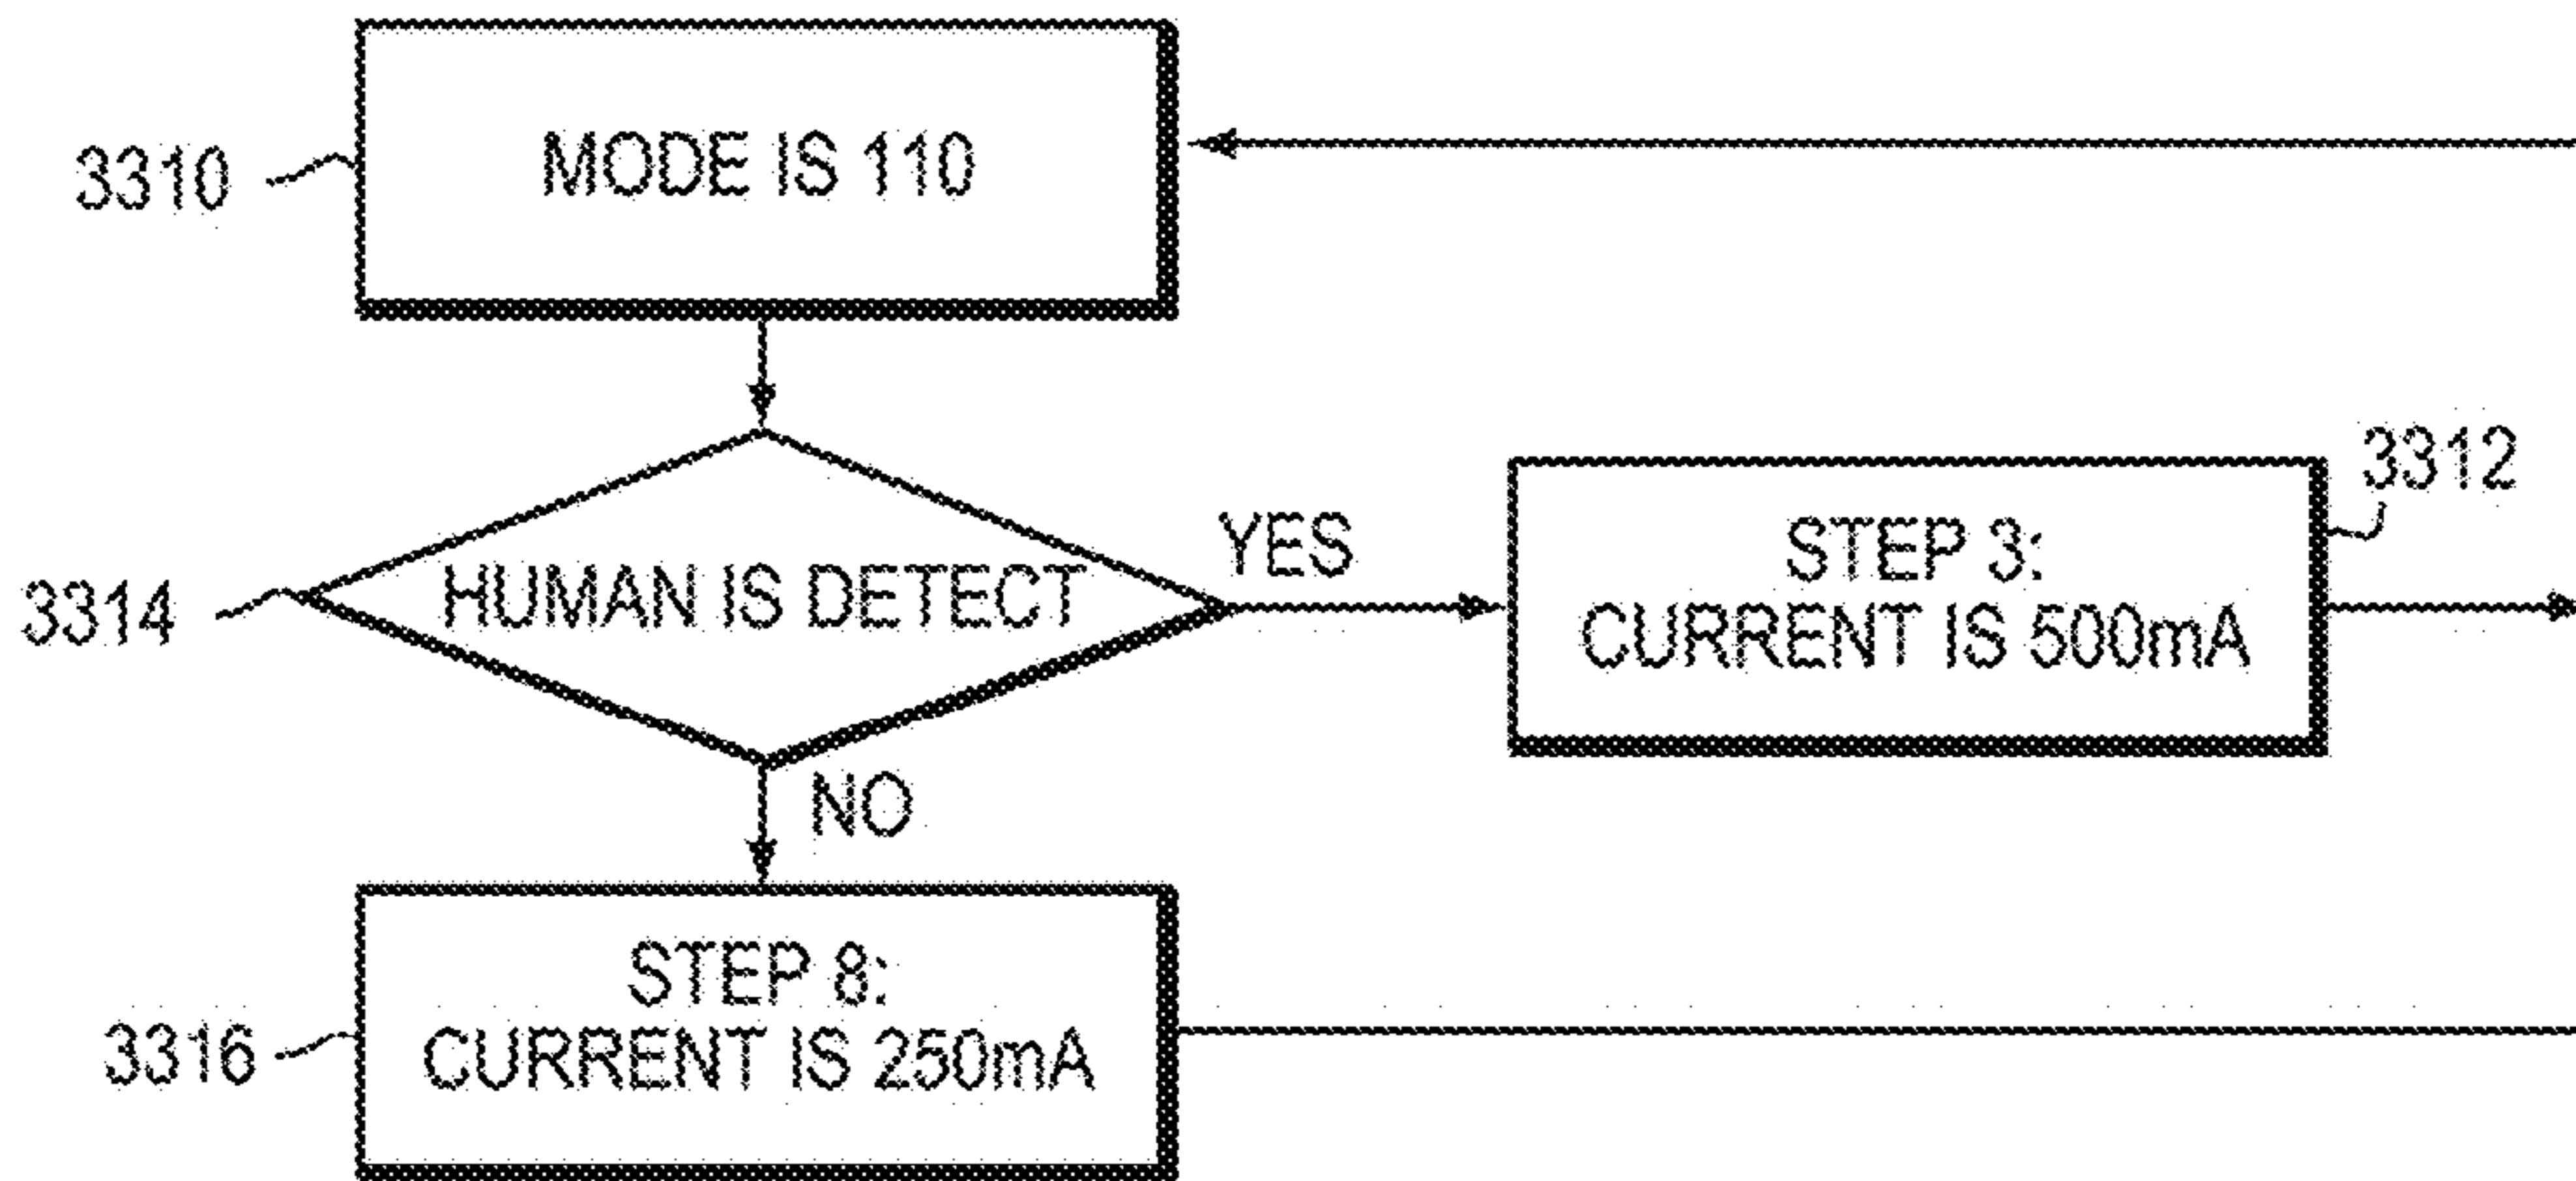 3310
MODE IS 110
3314
HUMAN IS DETECT
YES
3312
STEP 3:
CURRENT IS 500mA
NO
STEP 8:
3316
CURRENT IS 250mA